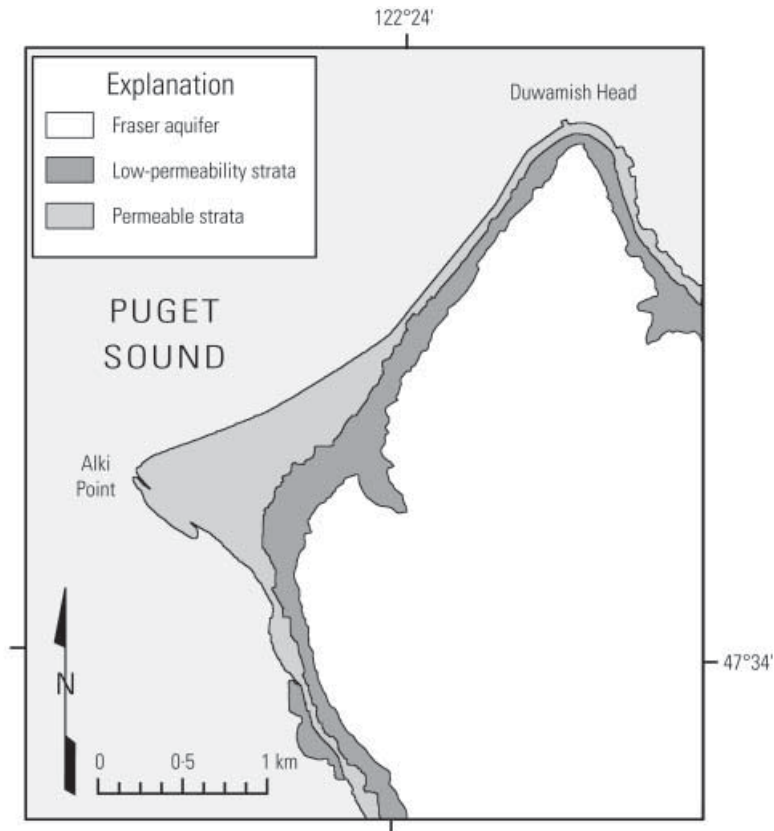 122°24'
Explanation
Fraser aquifer
Low-permeability strata
Permeable strata
Duwamish Head
PUGET
SOUND
Alki
Point
47°34'
N
0 0·5 1 km